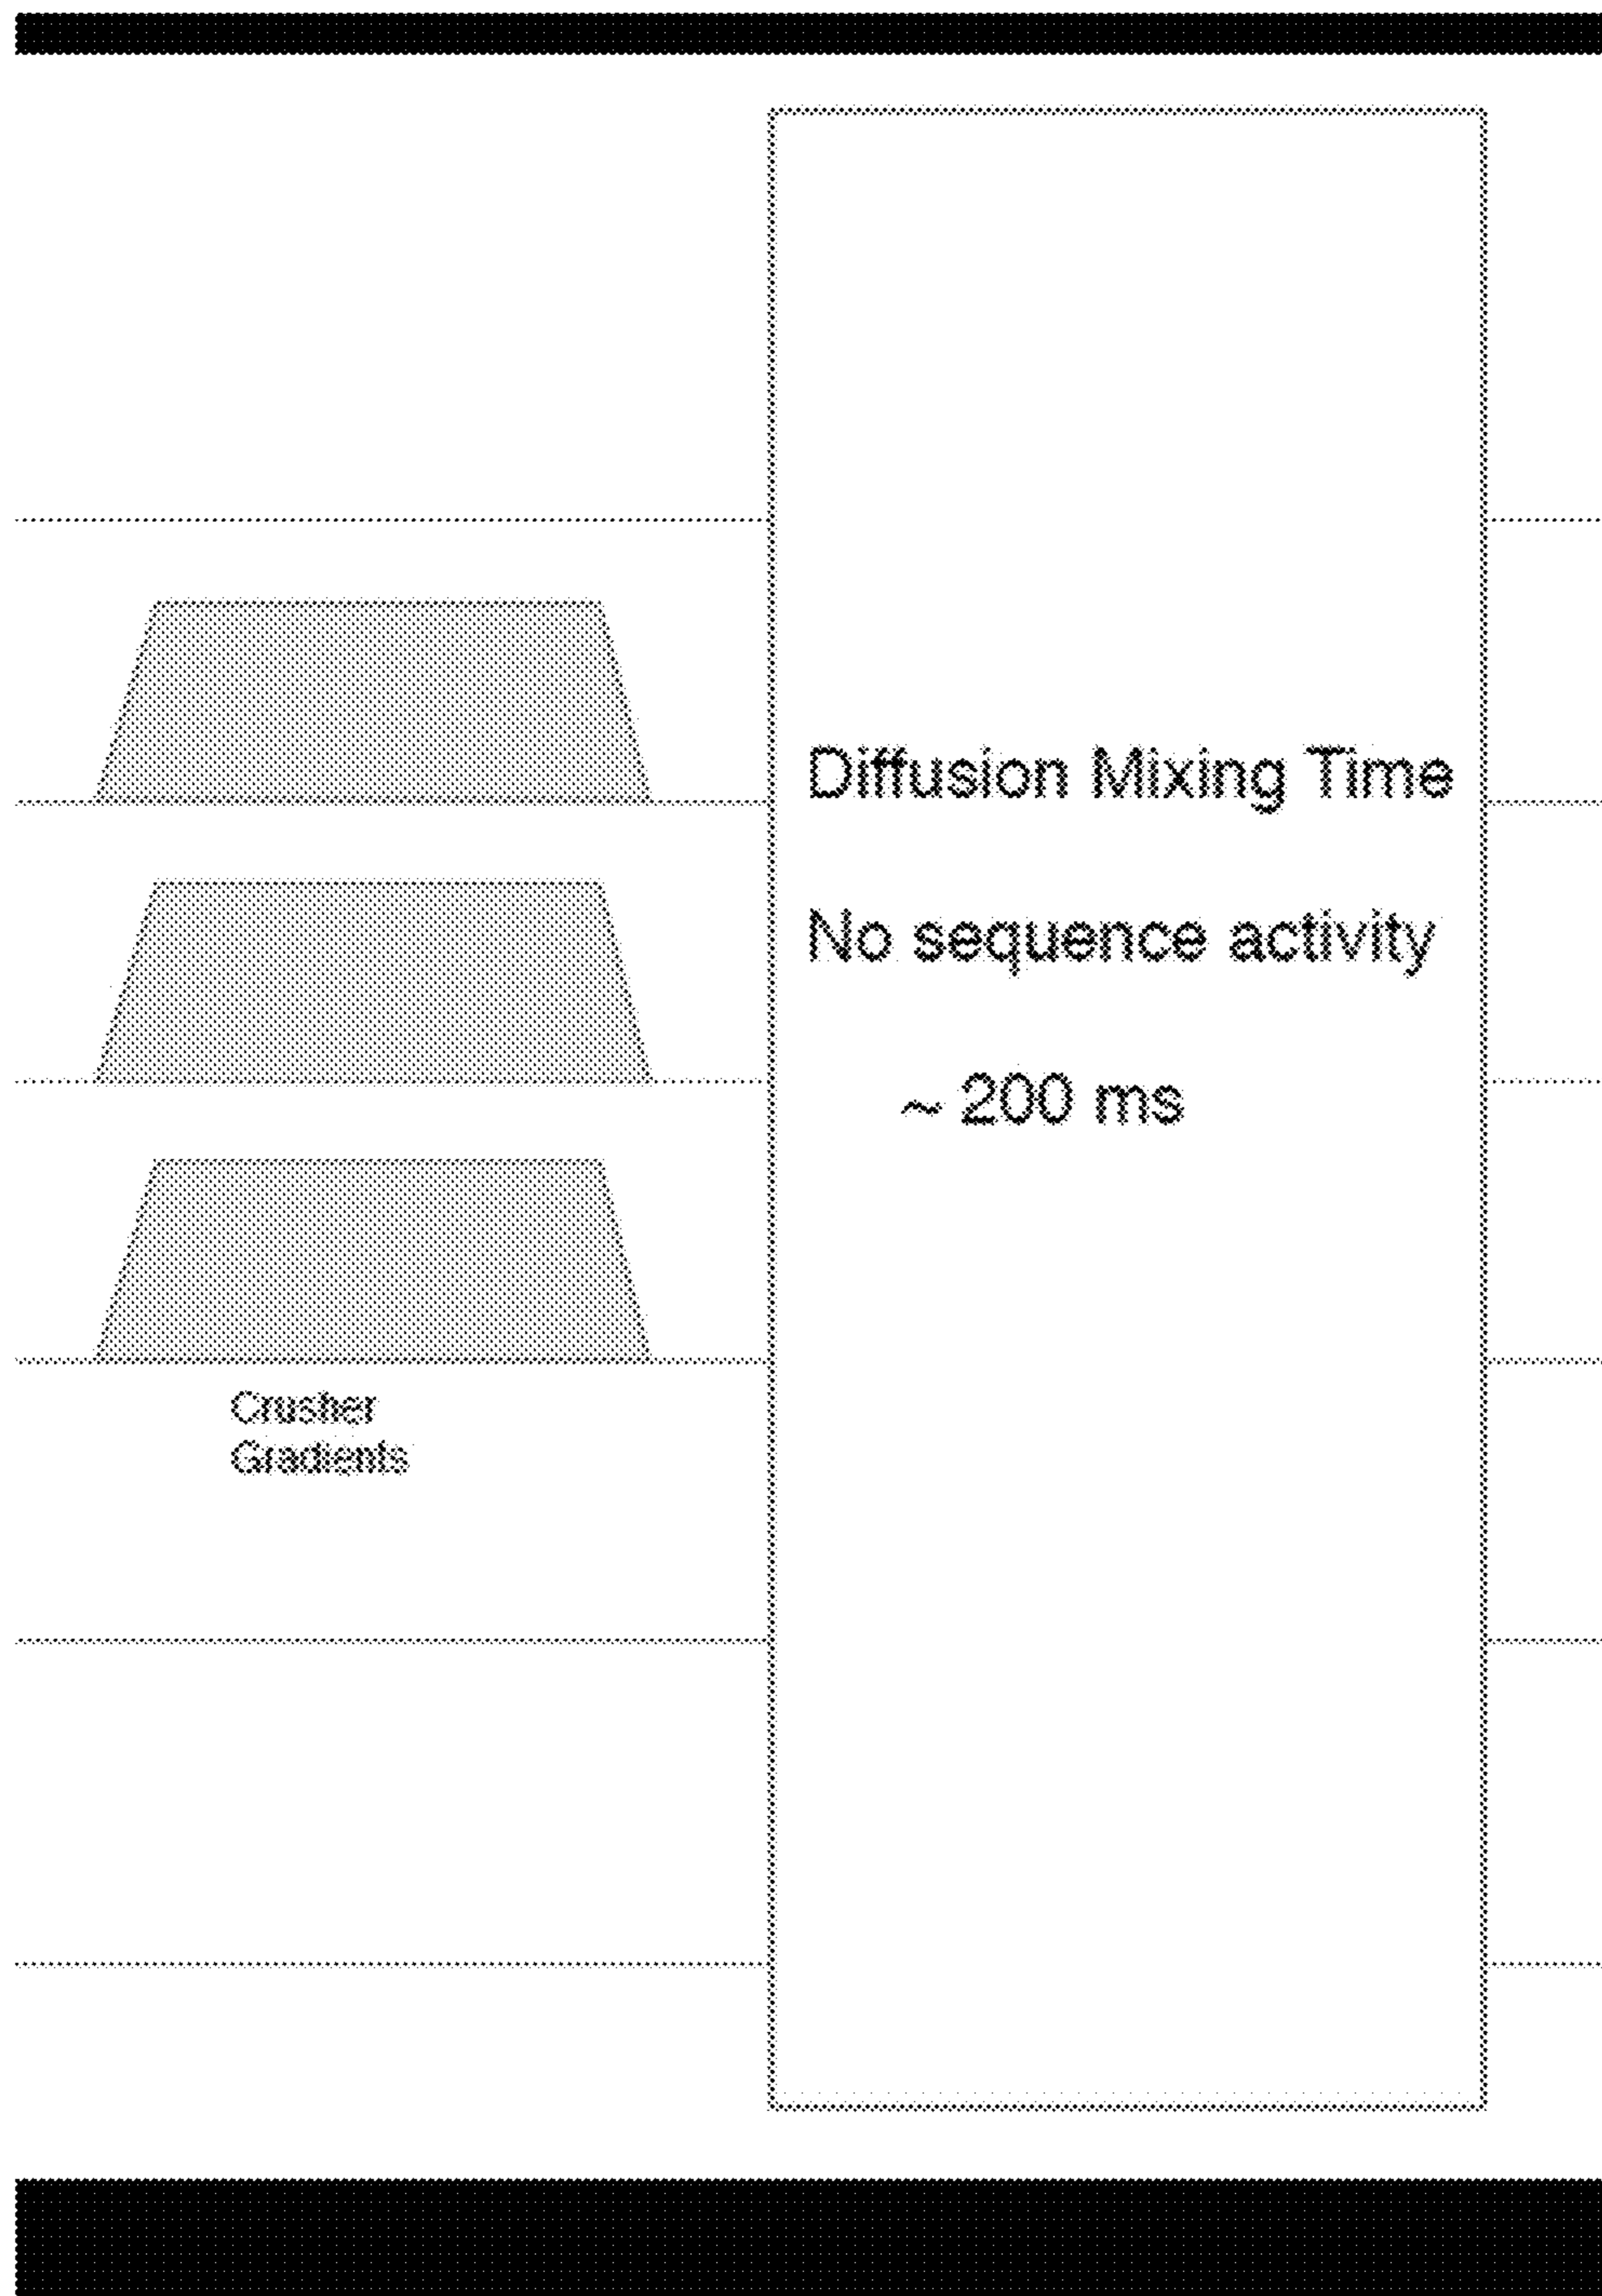 Diffusion Mixing Time
No sequence activity
~ 200 ms
Crusher
Gradients